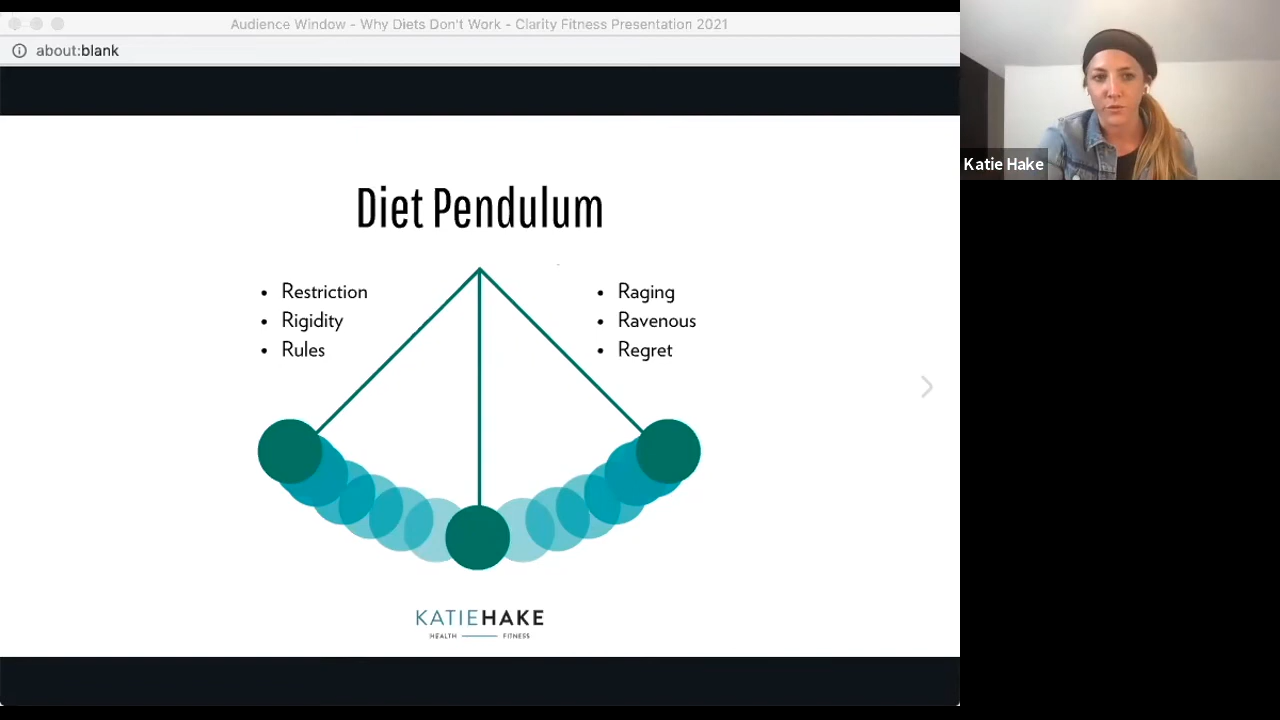 Audience Window - Why Diets Don't Work - Clarity Fitness Presentation 2021
about:blank
Katie Hake
Diet Pendulum
• Restriction
• Rigidity
• Rules
• Raging
• Ravenous
• Regret
KATIEHAKE
HEALTH FITNESS